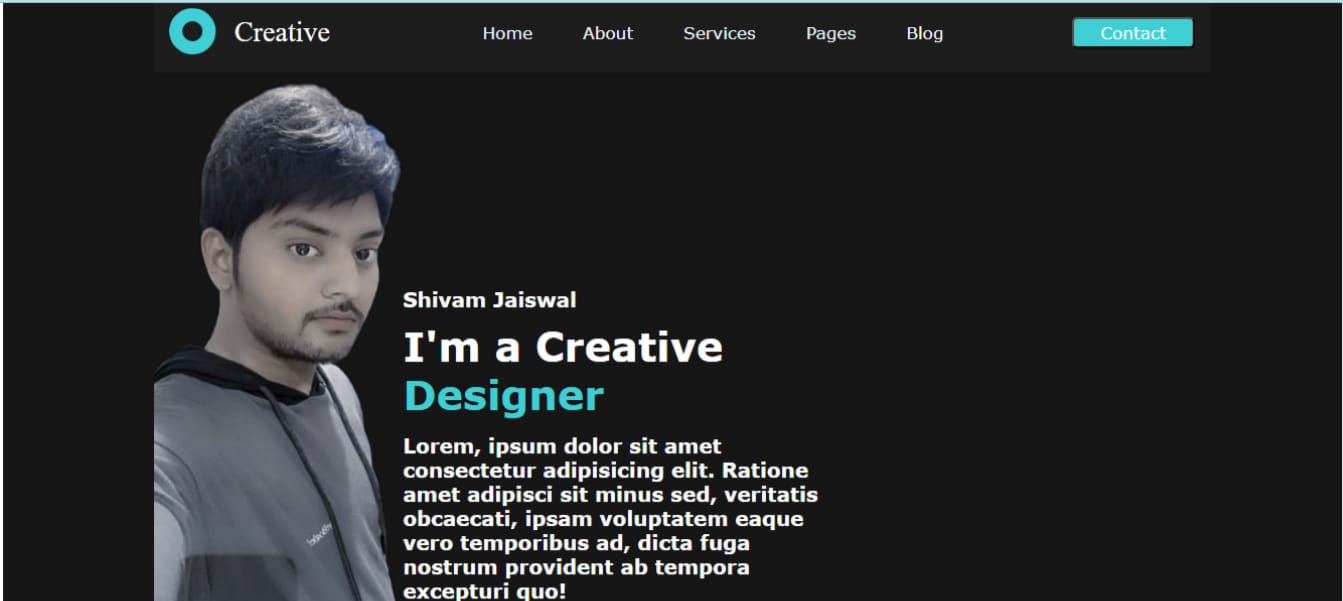 Creative
Home About Services Pages Blog
Contact
Shivam Jaiswal
I'm a Creative
Designer
Lorem, ipsum dolor sit amet
consectetur adipisicing elit. Ratione
amet adipisci sit minus sed, veritatis
obcaecati, ipsam voluptatem eaque
vero temporibus ad, dicta fuga
nostrum provident ab tempora
excepturi quo!